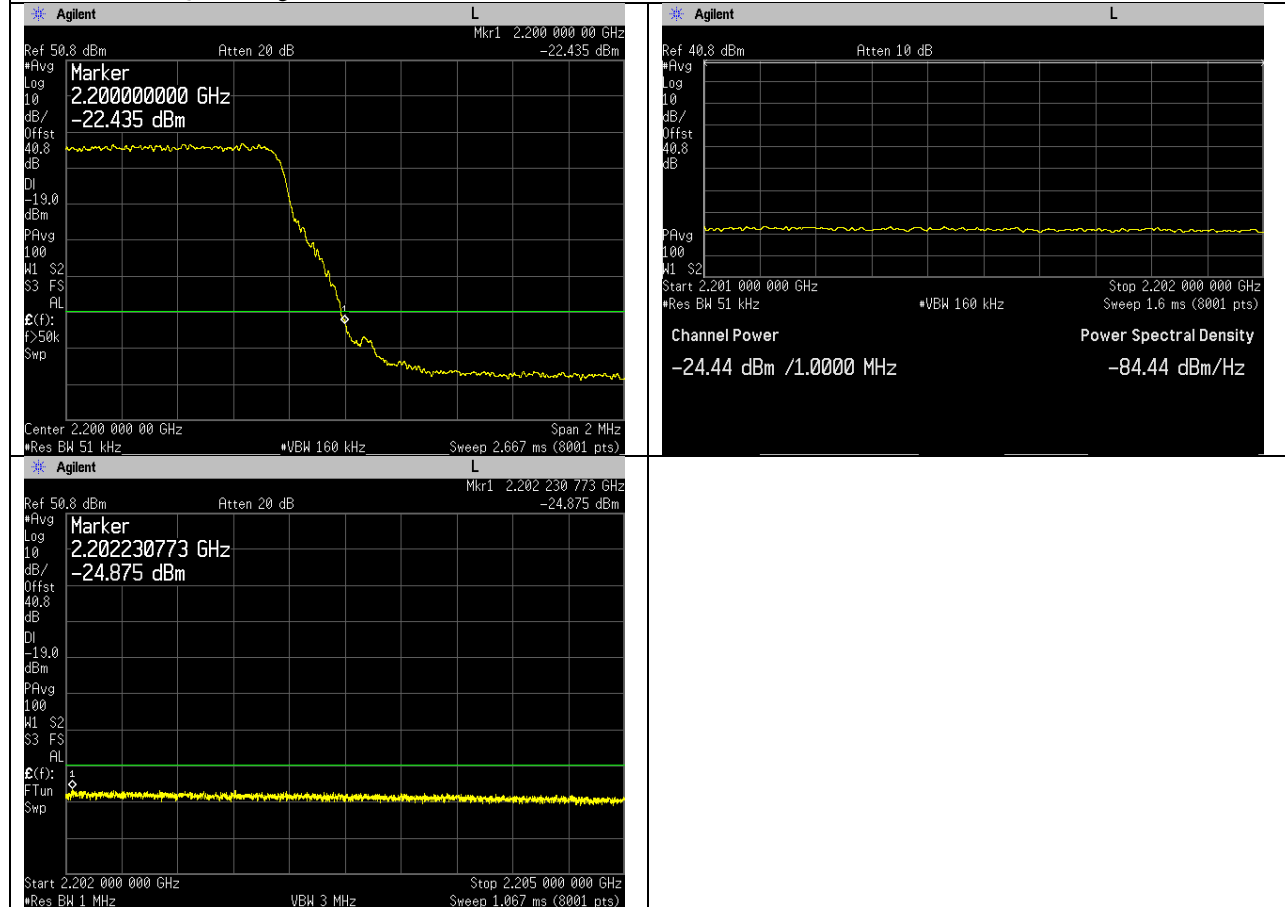 Agilent L
Mkr1 2.200 000 00 GHz
Ref 50.8 dBm Atten 20 dB -22.435 dBm
#Avg
Log
10
dB/
Offst
40.8
dB
DI
-19.0
dBm
PAvg
100
W1 S2
S3 FS
AL
£(f):
f>50k
Swp
Marker
2.200000000 GHz
-22.435 dBm
1
Center 2.200 000 00 GHz Span 2 MHz
#Res BW 51 kHz #VBW 160 kHz Sweep 2.667 ms (8001 pts)
Agilent L
Ref 40.8 dBm Atten 10 dB
#Avg
Log
10
dB/
Offst
40.8
dB
PAvg
100
W1 S2
Start 2.201 000 000 GHz Stop 2.202 000 000 GHz
#Res BW 51 kHz #VBW 160 kHz Sweep 1.6 ms (8001 pts)
Channel Power Power Spectral Density
-24.44 dBm /1.0000 MHz -84.44 dBm/Hz
Agilent L
Mkr1 2.202 230 773 GHz
Ref 50.8 dBm Atten 20 dB -24.875 dBm
#Avg
Log
10
dB/
Offst
40.8
dB
DI
-19.0
dBm
PAvg
100
W1 S2
S3 FS
AL
£(f):
FTun
Swp
Marker
2.202230773 GHz
-24.875 dBm
1
Start 2.202 000 000 GHz Stop 2.205 000 000 GHz
#Res BW 1 MHz VBW 3 MHz Sweep 1.067 ms (8001 pts)